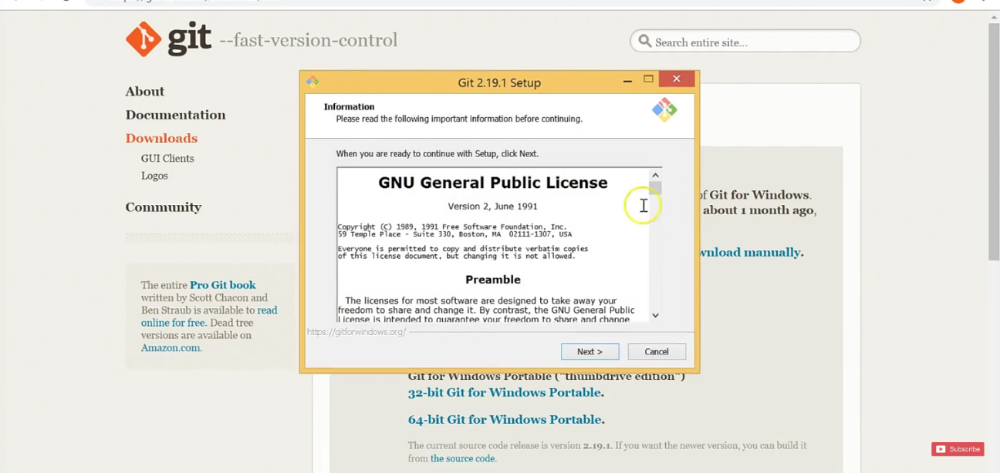 git --fast-version-control
Search entire site...
About
Documentation
Downloads
GUI Clients
Logos
Community
The entire Pro Git book
written by Scott Chacon and
Ben Straub is available to read
online for free. Dead tree
versions are available on
Amazon.com.
Git 2.19.1 Setup
Information
Please read the following important information before continuing.
When you are ready to continue with Setup, click Next.
GNU General Public License
Version 2, June 1991
Copyright (C) 1989, 1991 Free Software Foundation, Inc.
59 Temple Place - Suite 330, Boston, MA 02111-1307, USA
Everyone is permitted to copy and distribute verbatim copies
of this license document, but changing it is not allowed.
Preamble
The licenses for most software are designed to take away your
freedom to share and change it. By contrast, the GNU General Public
License is intended to guarantee your freedom to share and change
https://gitforwindows.org/
Next >
Cancel
of Git for Windows.
about 1 month ago,
manually.
Git for Windows Portable ("thumbdrive edition")
32-bit Git for Windows Portable.
64-bit Git for Windows Portable.
The current source code release is version 2.19.1. If you want the newer version, you can build it
from the source code.
Subscribe